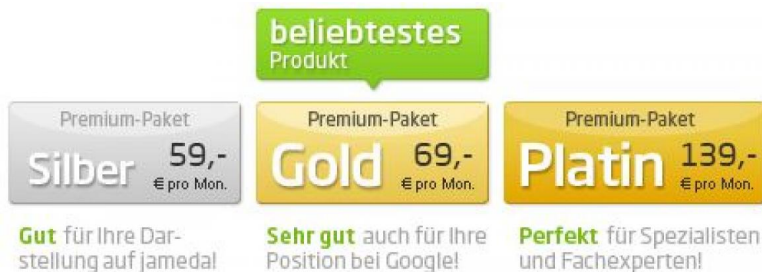 beliebtestes
Produkt
Premium-Paket
Silber 59,-
€ pro Mon.
Premium-Paket
Gold 69,-
€ pro Mon.
Premium-Paket
Platin 139,-
€ pro Mon.
Gut für Ihre Dar-
stellung auf jameda!
Sehr gut auch für Ihre
Position bei Google!
Perfekt für Spezialisten
und Fachexperten!